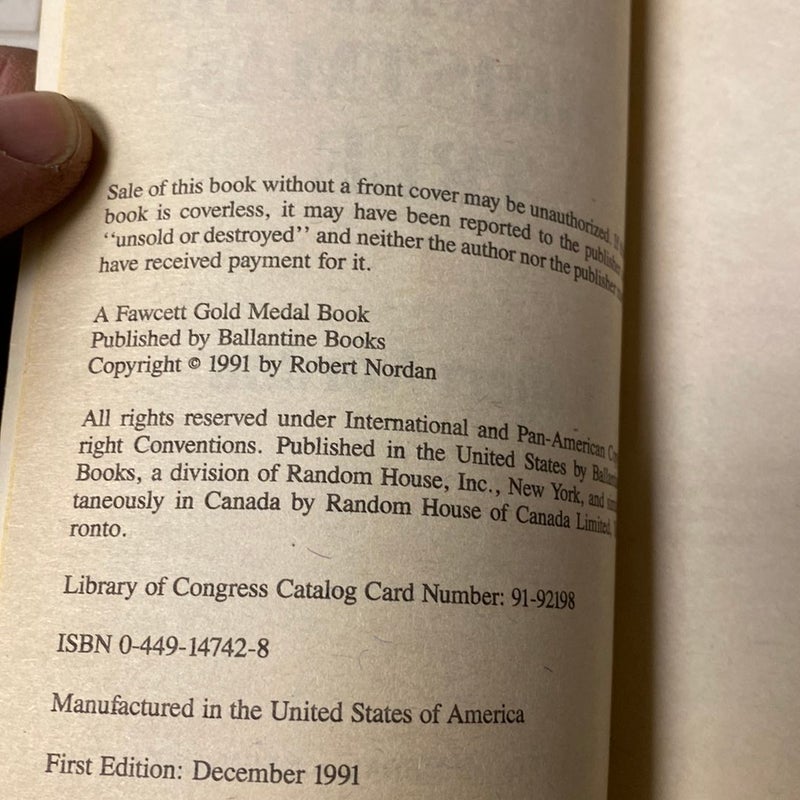 Sale of this book without a front cover may be unauthorized. If
book is coverless, it may have been reported to the publisher
“unsold or destroyed” and neither the author nor the publisher
have received payment for it.
A Fawcett Gold Medal Book
Published by Ballantine Books
Copyright © 1991 by Robert Nordan
All rights reserved under International and Pan-American
right Conventions. Published in the United States by
Books, a division of Random House, Inc., New York, and
taneously in Canada by Random House of Canada Limited,
ronto.
Library of Congress Catalog Card Number: 91-92198
ISBN 0-449-14742-8
Manufactured in the United States of America
First Edition: December 1991